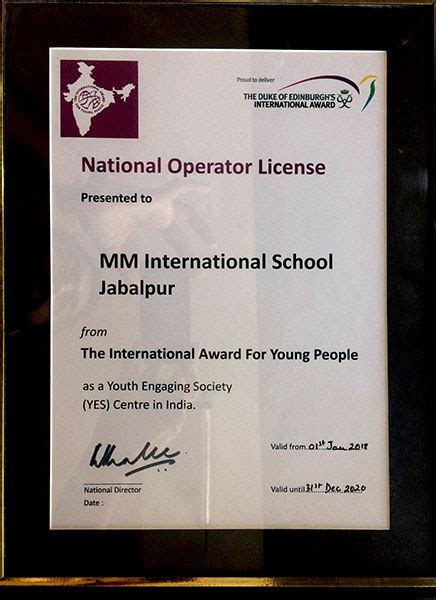 Proud to deliver
THE DUKE OF EDINBURGH'S
INTERNATIONAL AWARD
National Operator License
Presented to
MM International School
Jabalpur
from
The International Award For Young People
as a Youth Engaging Society
(YES) Centre in India.
Valid from 01st Jan 2018
National Director
Date :
Valid until 31st Dec 2020